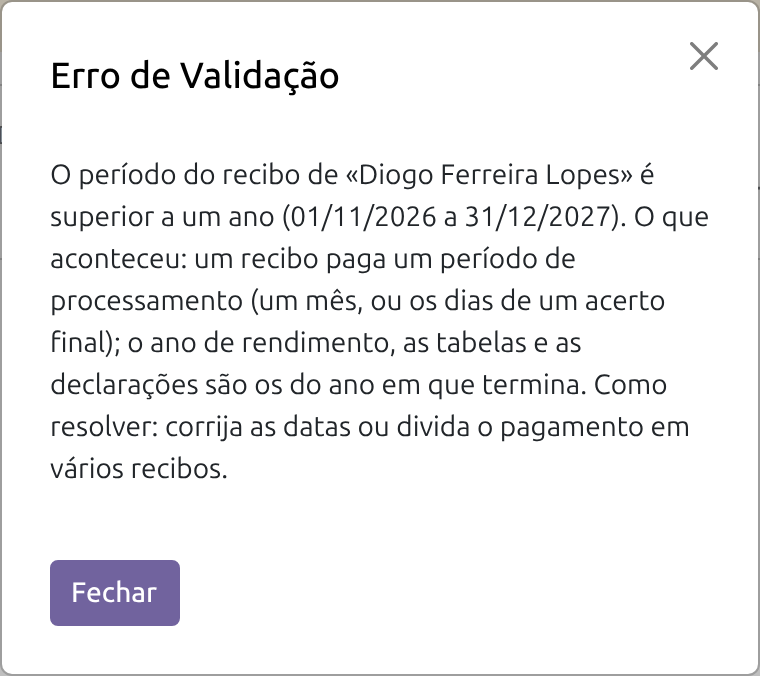 Erro de Validação
O período do recibo de «Diogo Ferreira Lopes» é
superior a um ano (01/11/2026 a 31/12/2027). O que
aconteceu: um recibo paga um período de
processamento (um mês, ou os dias de um acerto
final); o ano de rendimento, as tabelas e as
declarações são os do ano em que termina. Como
resolver: corrija as datas ou divida o pagamento em
vários recibos.
Fechar